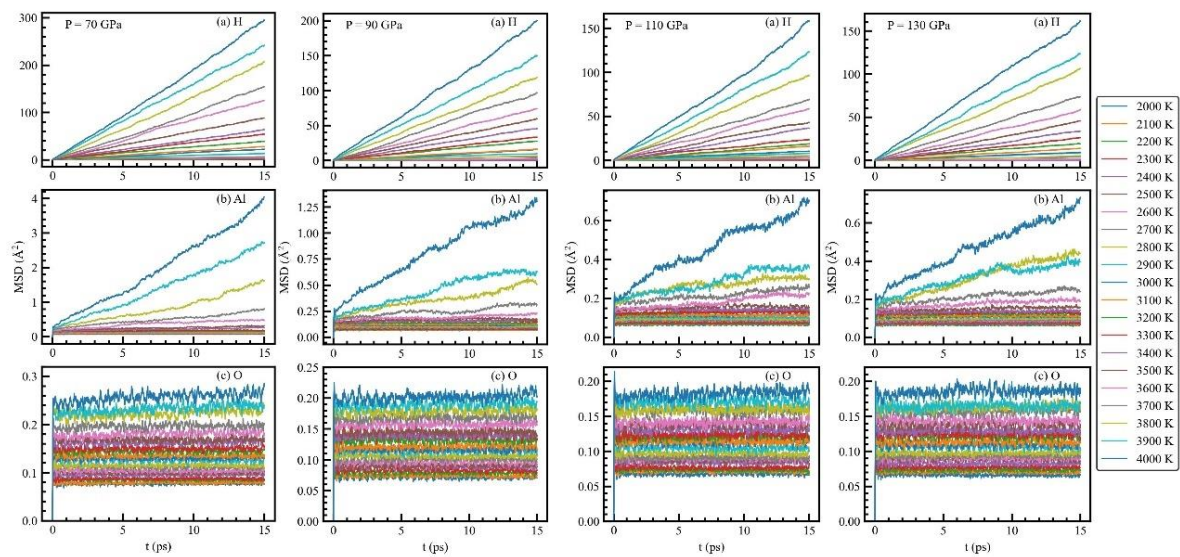 P = 70 GPa
(a) H
300
200
100
0
0
5
10
15
P = 90 GPa
(a) H
200
150
100
50
0
0
5
10
15
P = 110 GPa
(a) H
150
100
50
0
0
5
10
15
P = 130 GPa
(a) H
150
125
100
75
50
25
0
0
5
10
15
(b) Al
MSD (Å²)
4
3
2
1
0
0
5
10
15
(b) Al
MSD (Å²)
1.25
1.00
0.75
0.50
0.25
0.00
0
5
10
15
(b) Al
MSD (Å²)
0.6
0.4
0.2
0.0
0
5
10
15
(b) Al
MSD (Å²)
0.6
0.4
0.2
0.0
0
5
10
15
(c) O
0.3
0.2
0.1
0.0
0
5
10
15
t (ps)
(c) O
0.25
0.20
0.15
0.10
0.05
0.00
0
5
10
15
t (ps)
(c) O
0.20
0.15
0.10
0.05
0.00
0
5
10
15
t (ps)
(c) O
0.20
0.15
0.10
0.05
0.00
0
5
10
15
t (ps)
2000 K
2100 K
2200 K
2300 K
2400 K
2500 K
2600 K
2700 K
2800 K
2900 K
3000 K
3100 K
3200 K
3300 K
3400 K
3500 K
3600 K
3700 K
3800 K
3900 K
4000 K